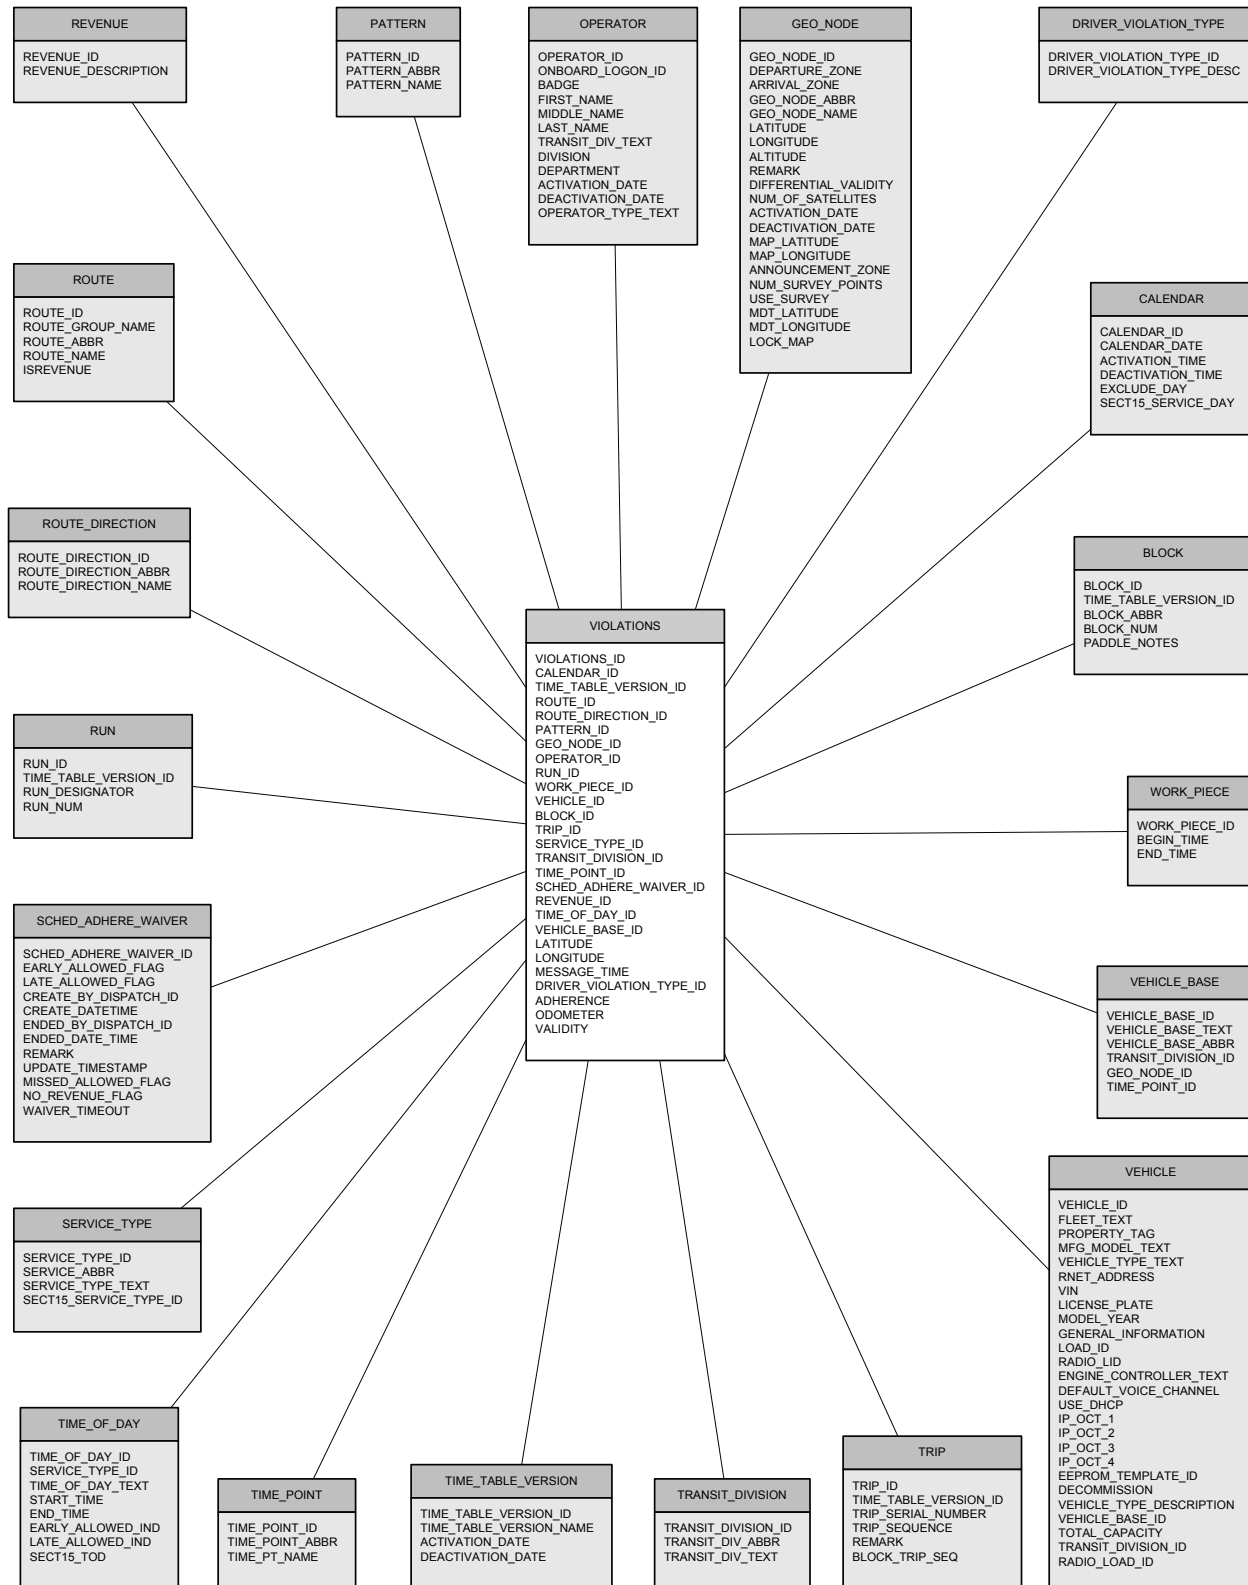 REVENUE
REVENUE_ID
REVENUE_DESCRIPTION
PATTERN
PATTERN_ID
PATTERN_ABBR
PATTERN_NAME
OPERATOR
OPERATOR_ID
ONBOARD_LOGON_ID
BADGE
FIRST_NAME
MIDDLE_NAME
LAST_NAME
TRANSIT_DIV_TEXT
DIVISION
DEPARTMENT
ACTIVATION_DATE
DEACTIVATION_DATE
OPERATOR_TYPE_TEXT
GEO_NODE
GEO_NODE_ID
DEPARTURE_ZONE
ARRIVAL_ZONE
GEO_NODE_ABBR
GEO_NODE_NAME
LATITUDE
LONGITUDE
ALTITUDE
REMARK
DIFFERENTIAL_VALIDITY
NUM_OF_SATELLITES
ACTIVATION_DATE
DEACTIVATION_DATE
MAP_LATITUDE
MAP_LONGITUDE
ANNOUNCEMENT_ZONE
NUM_SURVEY_POINTS
USE_SURVEY
MDT_LATITUDE
MDT_LONGITUDE
LOCK_MAP
DRIVER_VIOLATION_TYPE
DRIVER_VIOLATION_TYPE_ID
DRIVER_VIOLATION_TYPE_DESC
ROUTE
ROUTE_ID
ROUTE_GROUP_NAME
ROUTE_ABBR
ROUTE_NAME
ISREVENUE
CALENDAR
CALENDAR_ID
CALENDAR_DATE
ACTIVATION_TIME
DEACTIVATION_TIME
EXCLUDE_DAY
SECT15_SERVICE_DAY
ROUTE_DIRECTION
ROUTE_DIRECTION_ID
ROUTE_DIRECTION_ABBR
ROUTE_DIRECTION_NAME
BLOCK
BLOCK_ID
TIME_TABLE_VERSION_ID
BLOCK_ABBR
BLOCK_NUM
PADDLE_NOTES
VIOLATIONS
VIOLATIONS_ID
CALENDAR_ID
TIME_TABLE_VERSION_ID
ROUTE_ID
ROUTE_DIRECTION_ID
PATTERN_ID
GEO_NODE_ID
OPERATOR_ID
RUN_ID
WORK_PIECE_ID
VEHICLE_ID
BLOCK_ID
TRIP_ID
SERVICE_TYPE_ID
TRANSIT_DIVISION_ID
TIME_POINT_ID
SCHED_ADHERE_WAIVER_ID
REVENUE_ID
TIME_OF_DAY_ID
VEHICLE_BASE_ID
LATITUDE
LONGITUDE
MESSAGE_TIME
DRIVER_VIOLATION_TYPE_ID
ADHERENCE
ODOMETER
VALIDITY
RUN
RUN_ID
TIME_TABLE_VERSION_ID
RUN_DESIGNATOR
RUN_NUM
WORK_PIECE
WORK_PIECE_ID
BEGIN_TIME
END_TIME
SCHED_ADHERE_WAIVER
SCHED_ADHERE_WAIVER_ID
EARLY_ALLOWED_FLAG
LATE_ALLOWED_FLAG
CREATE_BY_DISPATCH_ID
CREATE_DATETIME
ENDED_BY_DISPATCH_ID
ENDED_DATE_TIME
REMARK
UPDATE_TIMESTAMP
MISSED_ALLOWED_FLAG
NO_REVENUE_FLAG
WAIVER_TIMEOUT
VEHICLE_BASE
VEHICLE_BASE_ID
VEHICLE_BASE_TEXT
VEHICLE_BASE_ABBR
TRANSIT_DIVISION_ID
GEO_NODE_ID
TIME_POINT_ID
SERVICE_TYPE
SERVICE_TYPE_ID
SERVICE_ABBR
SERVICE_TYPE_TEXT
SECT15_SERVICE_TYPE_ID
VEHICLE
VEHICLE_ID
FLEET_TEXT
PROPERTY_TAG
MFG_MODEL_TEXT
VEHICLE_TYPE_TEXT
RNET_ADDRESS
VIN
LICENSE_PLATE
MODEL_YEAR
GENERAL_INFORMATION
LOAD_ID
RADIO_LID
ENGINE_CONTROLLER_TEXT
DEFAULT_VOICE_CHANNEL
USE_DHCP
IP_OCT_1
IP_OCT_2
IP_OCT_3
IP_OCT_4
EEPROM_TEMPLATE_ID
DECOMMISSION
VEHICLE_TYPE_DESCRIPTION
VEHICLE_BASE_ID
TOTAL_CAPACITY
TRANSIT_DIVISION_ID
RADIO_LOAD_ID
TIME_OF_DAY
TIME_OF_DAY_ID
SERVICE_TYPE_ID
TIME_OF_DAY_TEXT
START_TIME
END_TIME
EARLY_ALLOWED_IND
LATE_ALLOWED_IND
SECT15_TOD
TIME_POINT
TIME_POINT_ID
TIME_POINT_ABBR
TIME_PT_NAME
TIME_TABLE_VERSION
TIME_TABLE_VERSION_ID
TIME_TABLE_VERSION_NAME
ACTIVATION_DATE
DEACTIVATION_DATE
TRANSIT_DIVISION
TRANSIT_DIVISION_ID
TRANSIT_DIV_ABBR
TRANSIT_DIV_TEXT
TRIP
TRIP_ID
TIME_TABLE_VERSION_ID
TRIP_SERIAL_NUMBER
TRIP_SEQUENCE
REMARK
BLOCK_TRIP_SEQ